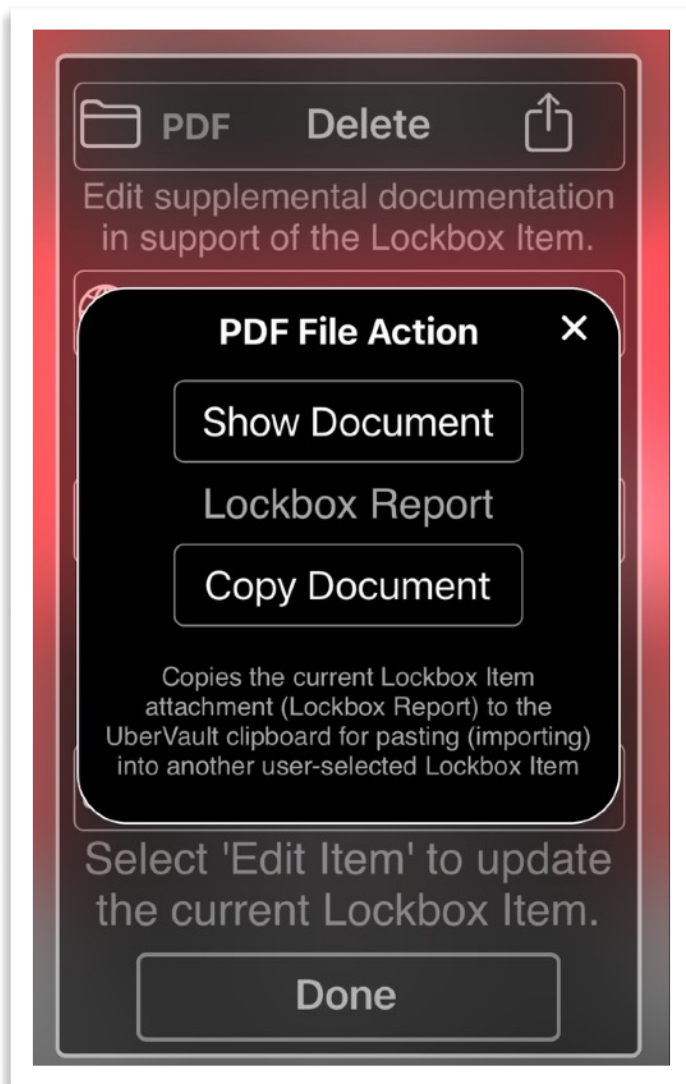 PDF Delete
Edit supplemental documentation
in support of the Lockbox Item.
PDF File Action
Show Document
Lockbox Report
Copy Document
Copies the current Lockbox Item
attachment (Lockbox Report) to the
UberVault clipboard for pasting (importing)
into another user-selected Lockbox Item
Select 'Edit Item' to update
the current Lockbox Item.
Done